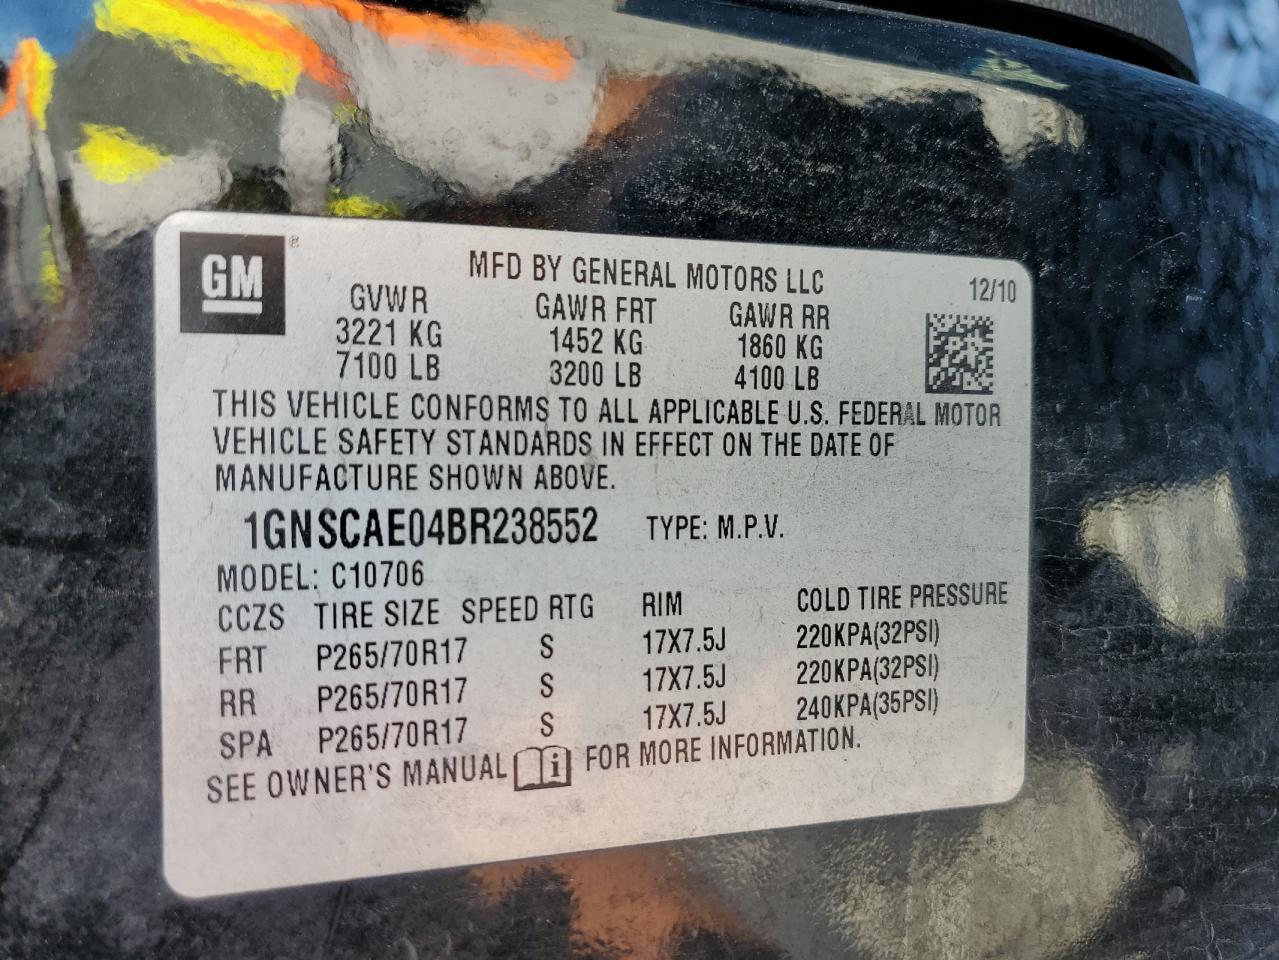 GM ®
MFD BY GENERAL MOTORS LLC
12/10
GVWR GAWR FRT GAWR RR
3221 KG 1452 KG 1860 KG
7100 LB 3200 LB 4100 LB
THIS VEHICLE CONFORMS TO ALL APPLICABLE U.S. FEDERAL MOTOR
VEHICLE SAFETY STANDARDS IN EFFECT ON THE DATE OF
MANUFACTURE SHOWN ABOVE.
1GNSCAE04BR238552 TYPE: M.P.V.
MODEL: C10706
CCZS TIRE SIZE SPEED RTG RIM COLD TIRE PRESSURE
FRT P265/70R17 S 17X7.5J 220KPA(32PSI)
RR P265/70R17 S 17X7.5J 220KPA(32PSI)
SPA P265/70R17 S 17X7.5J 240KPA(35PSI)
SEE OWNER'S MANUAL i FOR MORE INFORMATION.